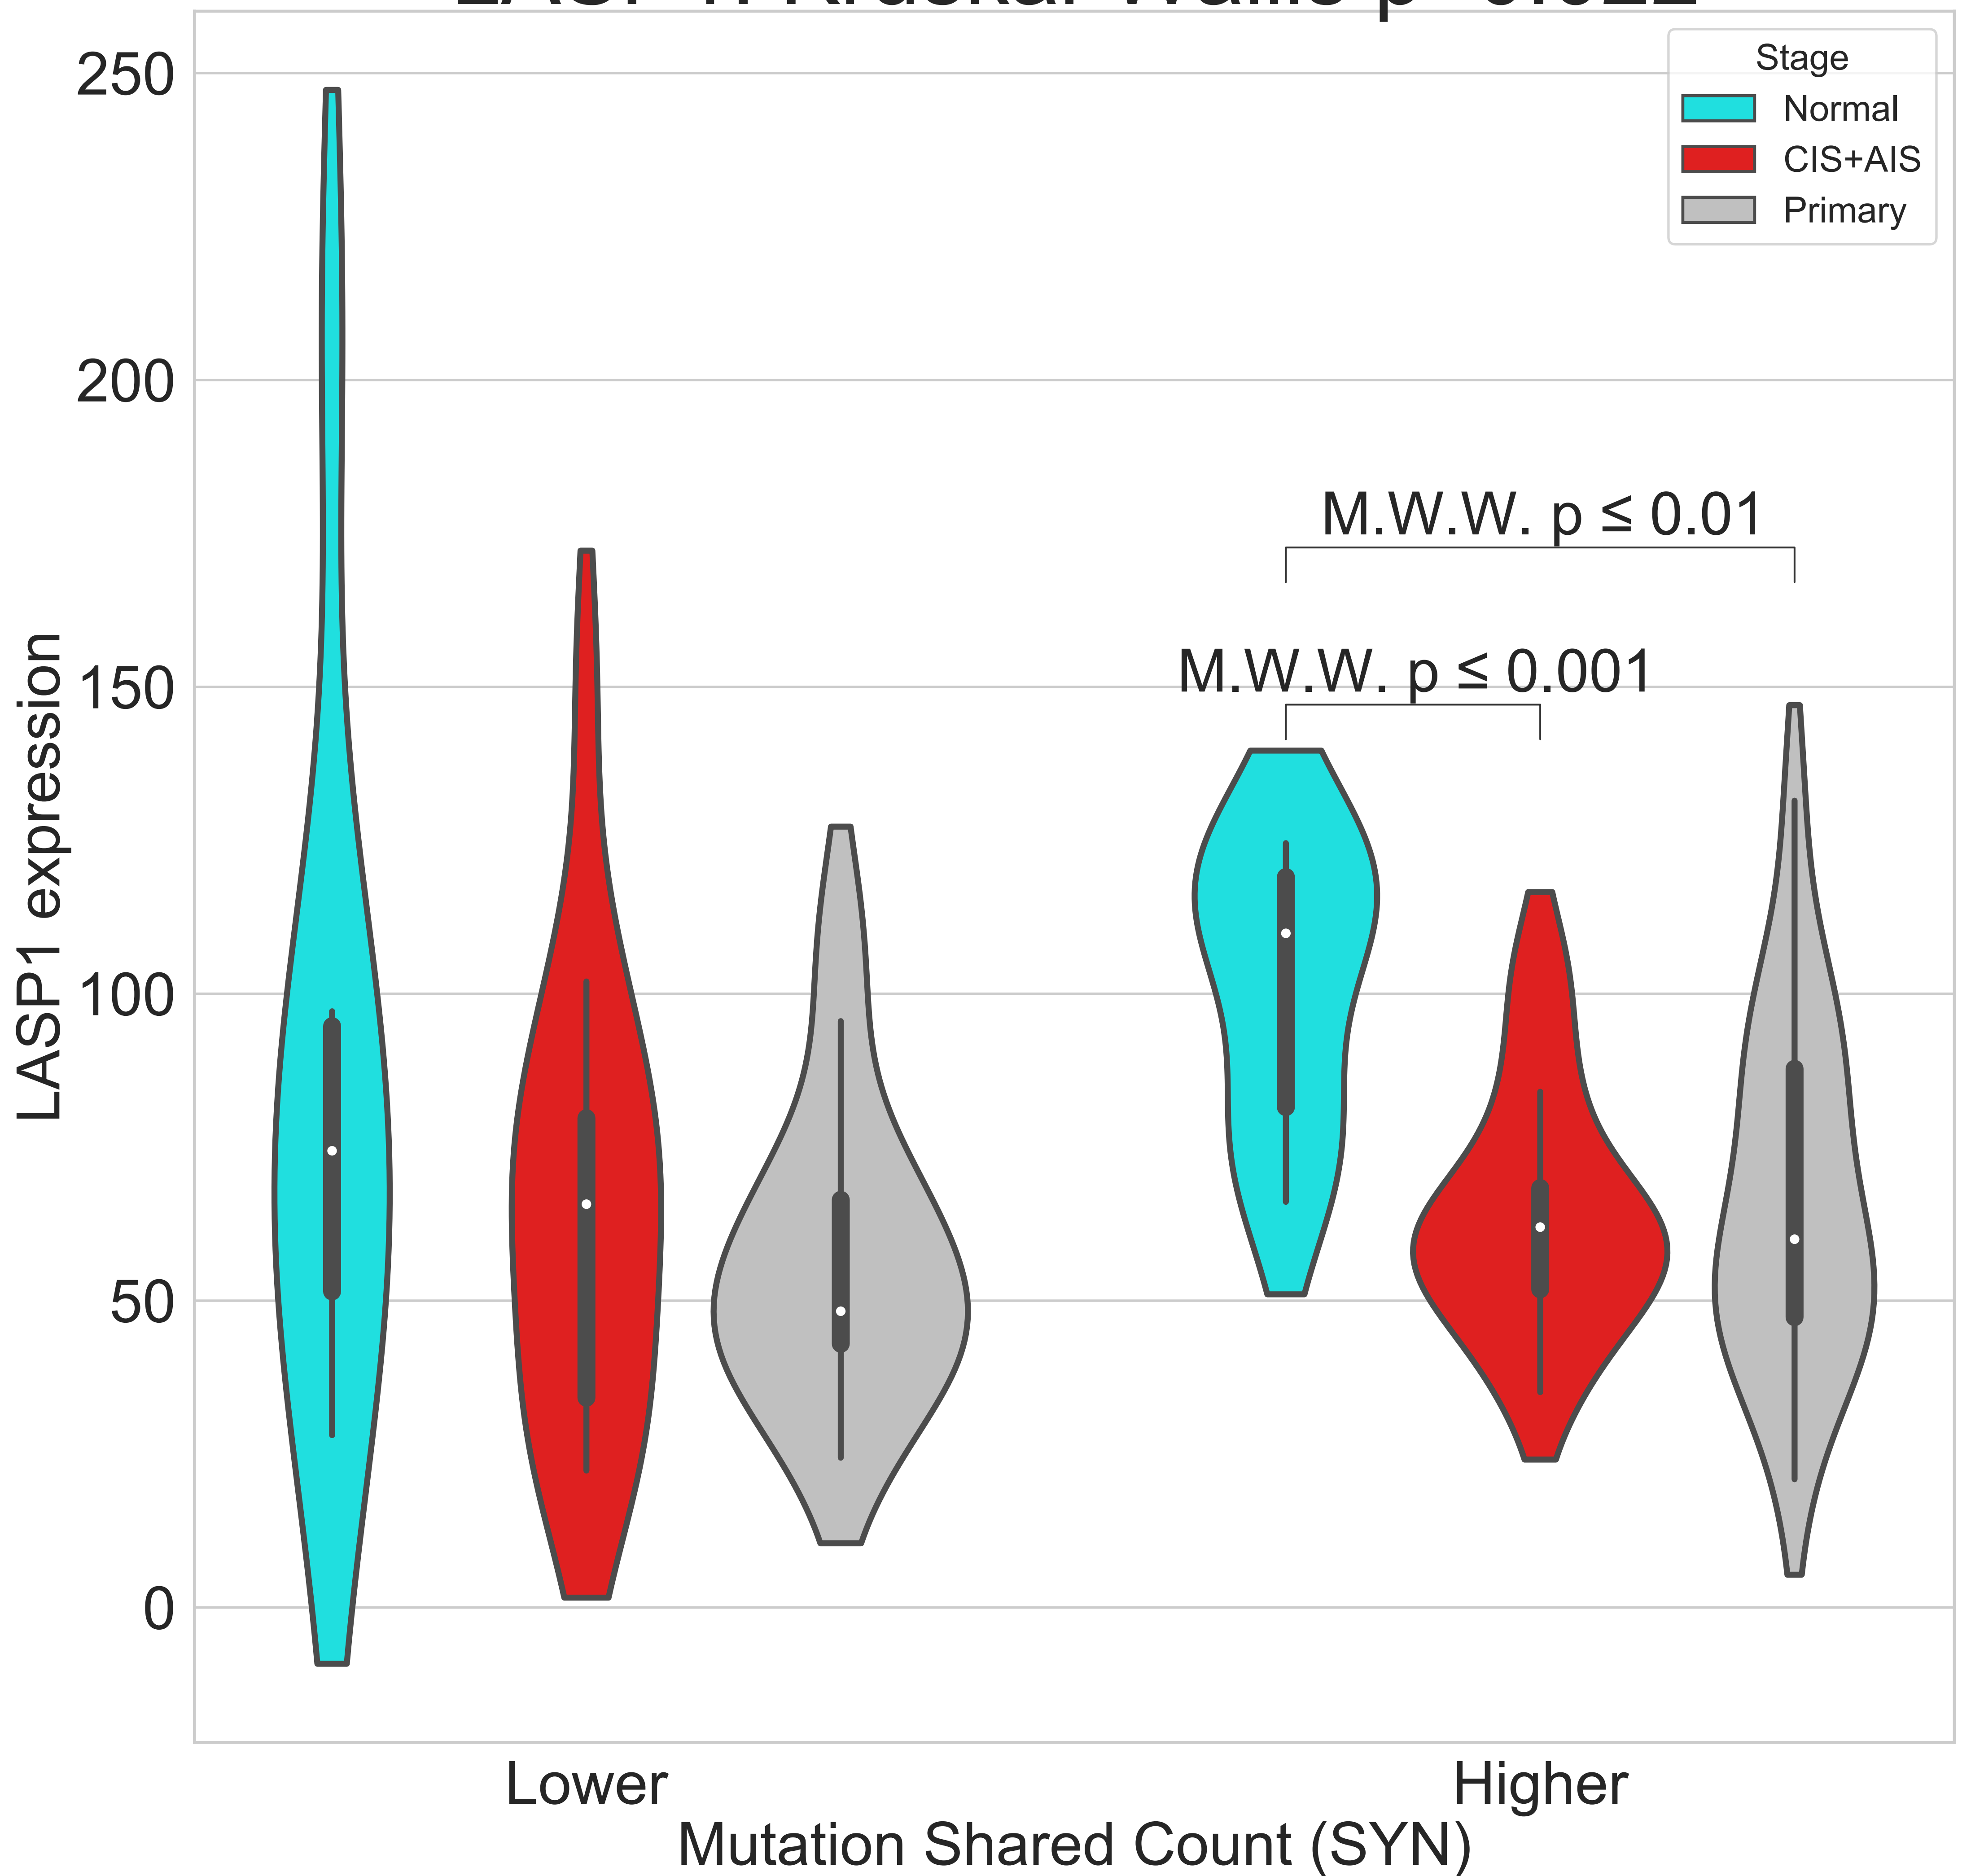 250
200
150
100
50
0
LASP1 expression
Stage
Normal
CIS+AIS
Primary
M.W.W. p ≤ 0.01
M.W.W. p ≤ 0.001
Lower
Higher
Mutation Shared Count (SYN)